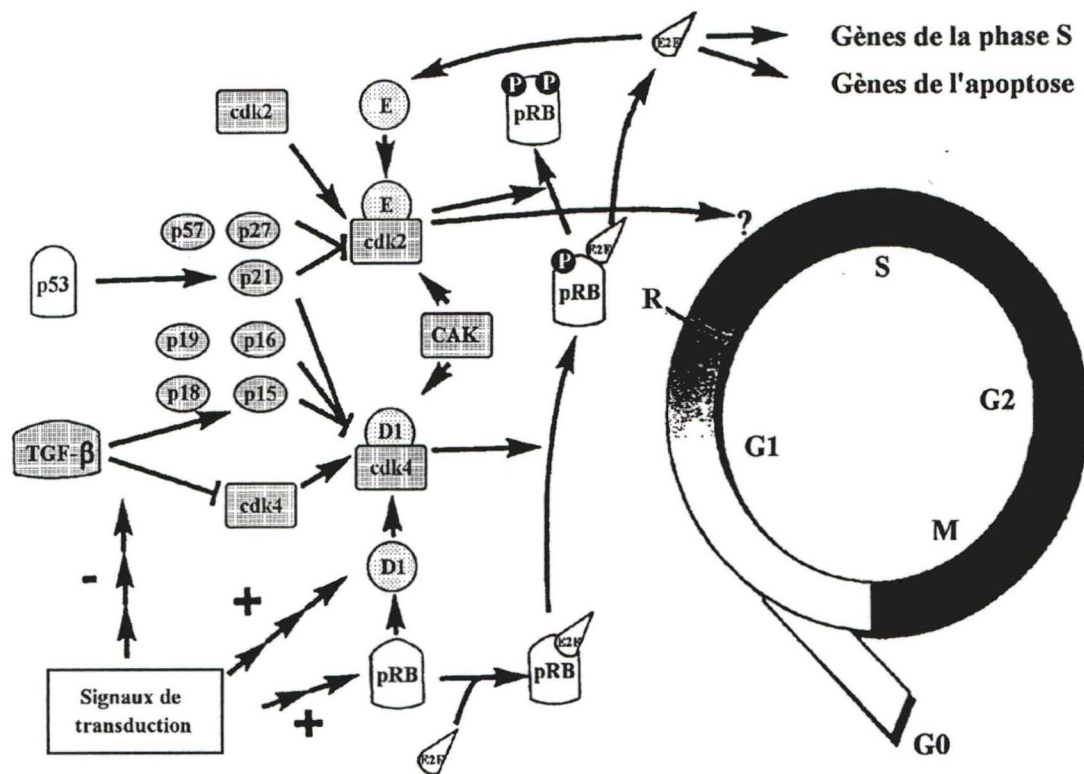 E2F
Gènes de la phase S
Gènes de l'apoptose
E
P P
pRB
cdk2
E
cdk2
?
p57 p27
p53
p21
E2F
P
pRB
S
R
CAK
p19 p16
p18 p15
D1
cdk4
G2
G1
TGF-β
cdk4
M
D1
-
+
E2F
pRB
pRB
Signaux de
transduction
+
E2F
G0